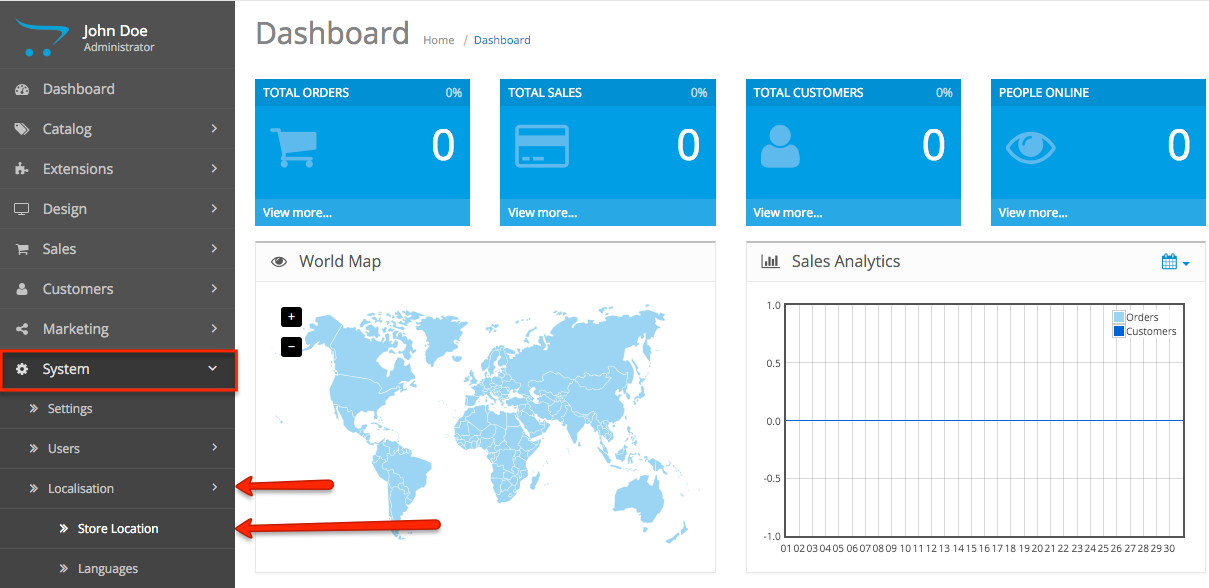 John Doe
Administrator
Dashboard
Catalog
Extensions
Design
Sales
Customers
Marketing
System
Settings
Users
Localisation
Store Location
Languages
Dashboard Home / Dashboard
TOTAL ORDERS 0%
0
View more...
TOTAL SALES 0%
0
View more...
TOTAL CUSTOMERS 0%
0
View more...
PEOPLE ONLINE
0
View more...
World Map
+
−
Sales Analytics
Orders
Customers
1.0
0.5
0.0
-0.5
-1.0
01 02 03 04 05 06 07 08 09 10 11 12 13 14 15 16 17 18 19 20 21 22 23 24 25 26 27 28 29 30